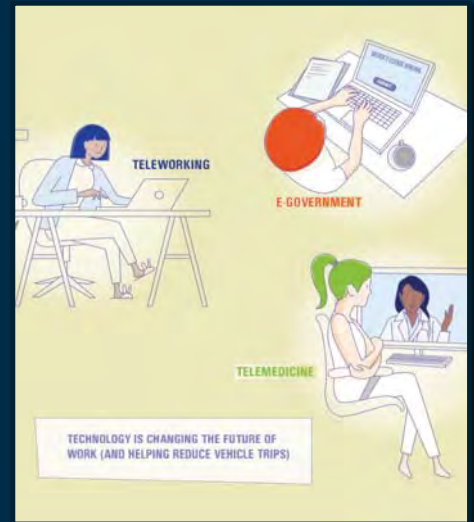 TELEWORKING
E-GOVERNMENT
TELEMEDICINE
TECHNOLOGY IS CHANGING THE FUTURE OF
WORK (AND HELPING REDUCE VEHICLE TRIPS)